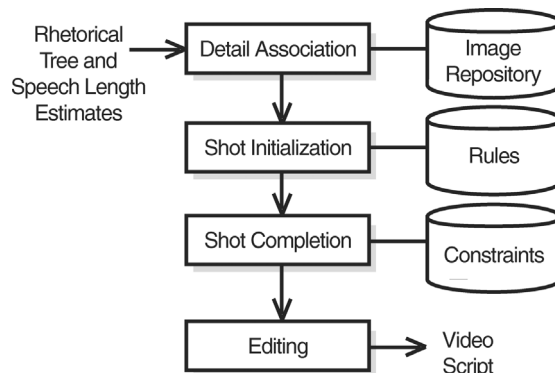 Rhetorical
Tree and
Speech Length
Estimates
Detail Association
Image
Repository
Shot Initialization
Rules
Shot Completion
Constraints
Editing
Video
Script